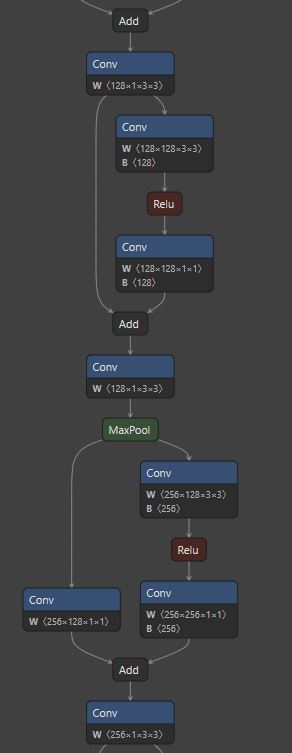 Add
Conv
W ⟨128×1×3×3⟩
Conv
W ⟨128×128×3×3⟩
B ⟨128⟩
Relu
Conv
W ⟨128×128×1×1⟩
B ⟨128⟩
Add
Conv
W ⟨128×1×3×3⟩
MaxPool
Conv
W ⟨256×128×3×3⟩
B ⟨256⟩
Relu
Conv
W ⟨256×128×1×1⟩
Conv
W ⟨256×256×1×1⟩
B ⟨256⟩
Add
Conv
W ⟨256×1×3×3⟩